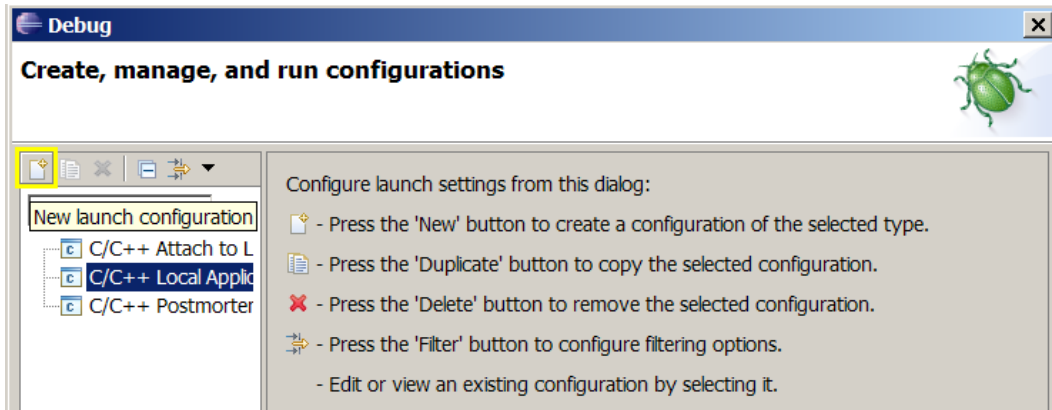 Debug
Create, manage, and run configurations
New launch configuration
C/C++ Attach to L
C/C++ Local Applic
C/C++ Postmorter
Configure launch settings from this dialog:
- Press the 'New' button to create a configuration of the selected type.
- Press the 'Duplicate' button to copy the selected configuration.
- Press the 'Delete' button to remove the selected configuration.
- Press the 'Filter' button to configure filtering options.
- Edit or view an existing configuration by selecting it.